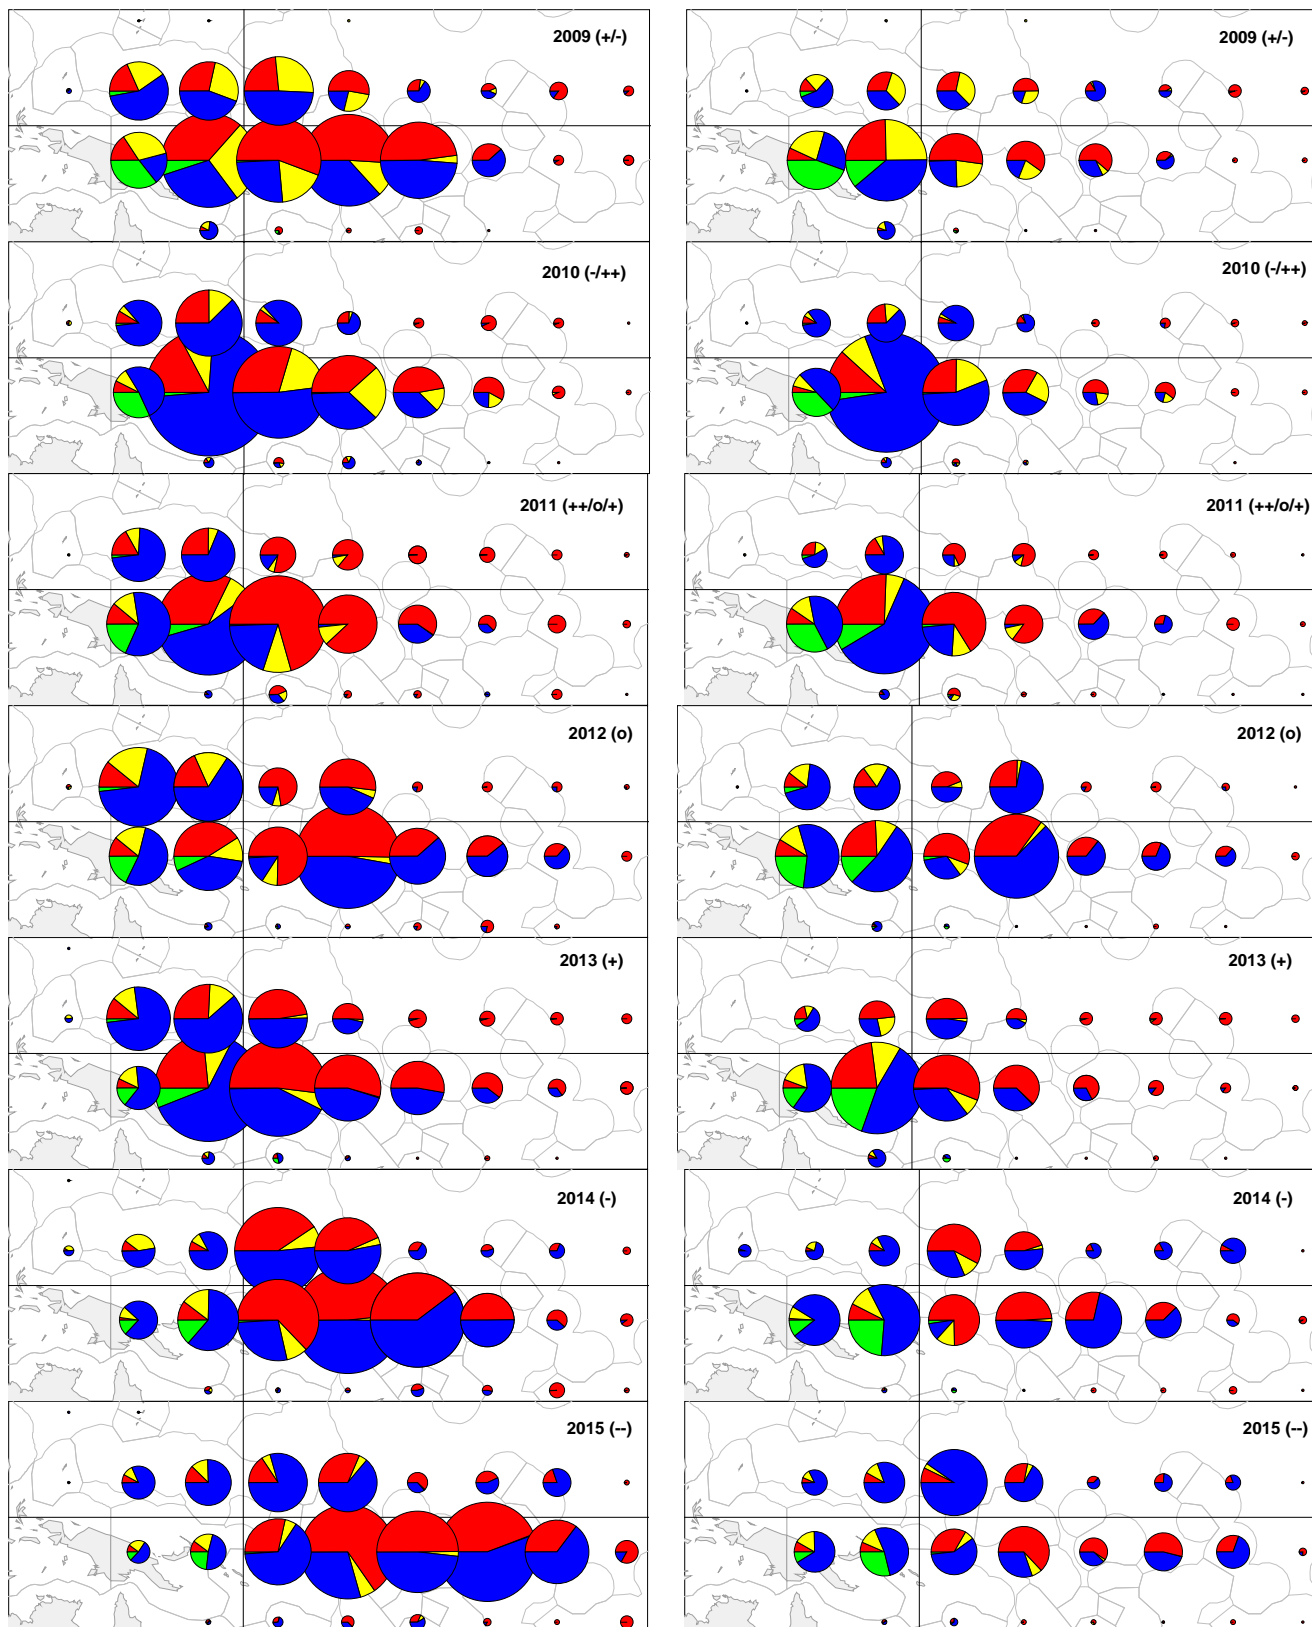 2009 (+/-)
2009 (+/-)
2010 (-/++)
2010 (-/++)
2011 (++/o/+)
2011 (++/o/+)
2012 (o)
2012 (o)
2013 (+)
2013 (+)
2014 (-)
2014 (-)
2015 (--)
2015 (--)